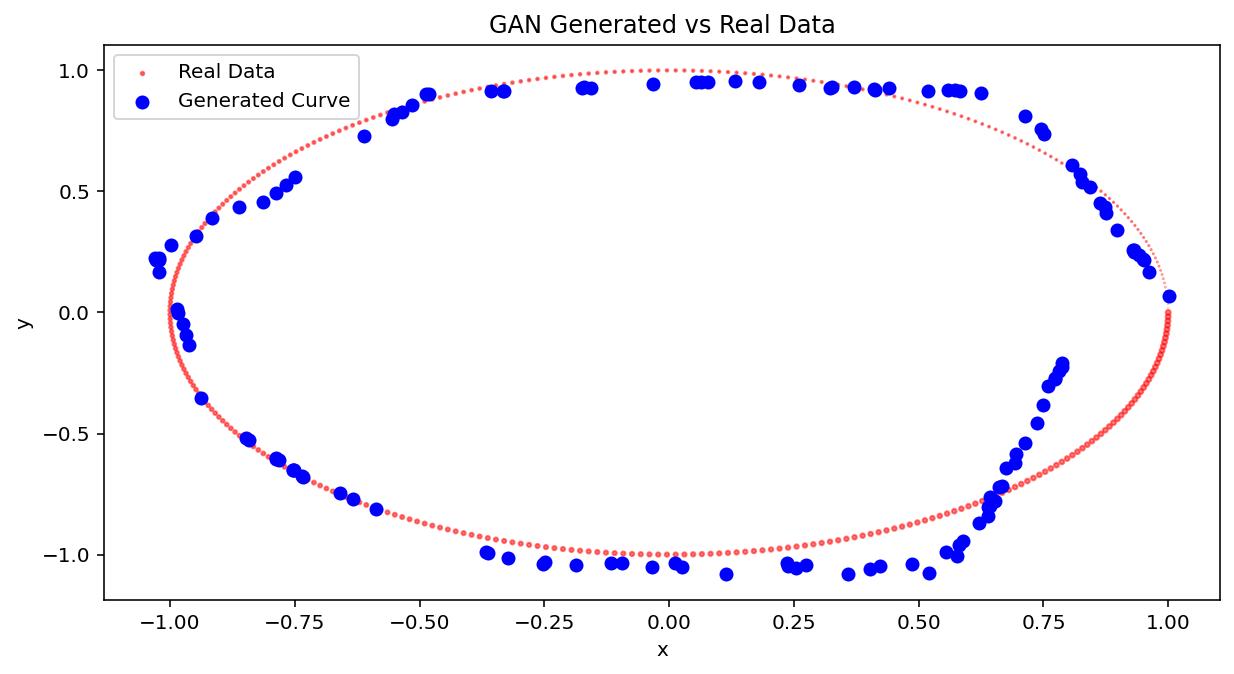 GAN Generated vs Real Data
Real Data
Generated Curve
1.0
0.5
0.0
−0.5
−1.0
y
−1.00 −0.75 −0.50 −0.25 0.00 0.25 0.50 0.75 1.00
x